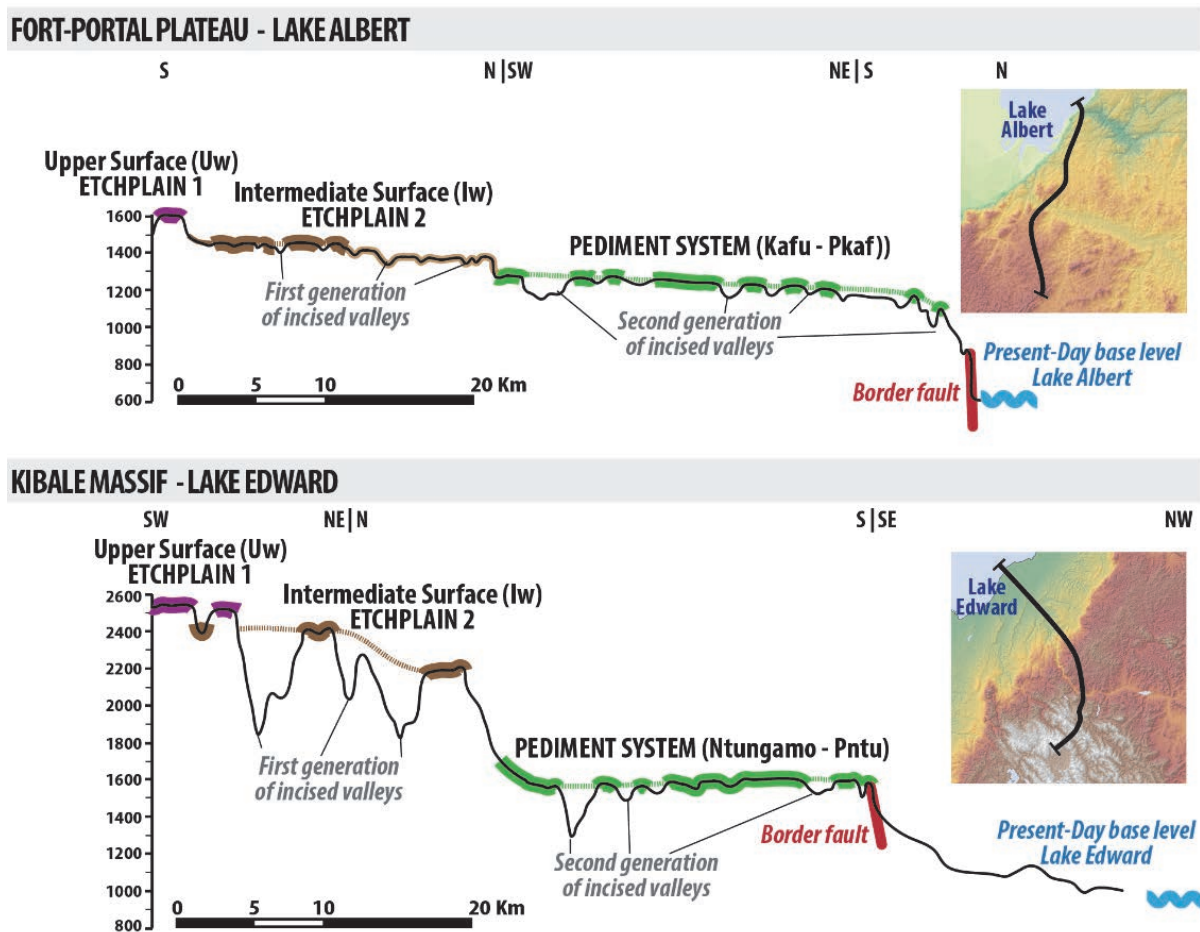 FORT-PORTAL PLATEAU - LAKE ALBERT
S
N | SW
NE | S
N
Lake
Albert
Upper Surface (Uw)
ETCHPLAIN 1
Intermediate Surface (Iw)
ETCHPLAIN 2
PEDIMENT SYSTEM (Kafu - Pkaf))
1600
1400
1200
1000
800
600
First generation
of incised valleys
Second generation
of incised valleys
Present-Day base level
Lake Albert
Border fault
0 5 10 20 Km
KIBALE MASSIF - LAKE EDWARD
SW
NE | N
S | SE
NW
Upper Surface (Uw)
ETCHPLAIN 1
Intermediate Surface (Iw)
ETCHPLAIN 2
Lake
Edward
2600
2400
2200
2000
1800
1600
1400
1200
1000
800
PEDIMENT SYSTEM (Ntungamo - Pntu)
First generation
of incised valleys
Second generation
of incised valleys
Border fault
Present-Day base level
Lake Edward
0 5 10 20 Km